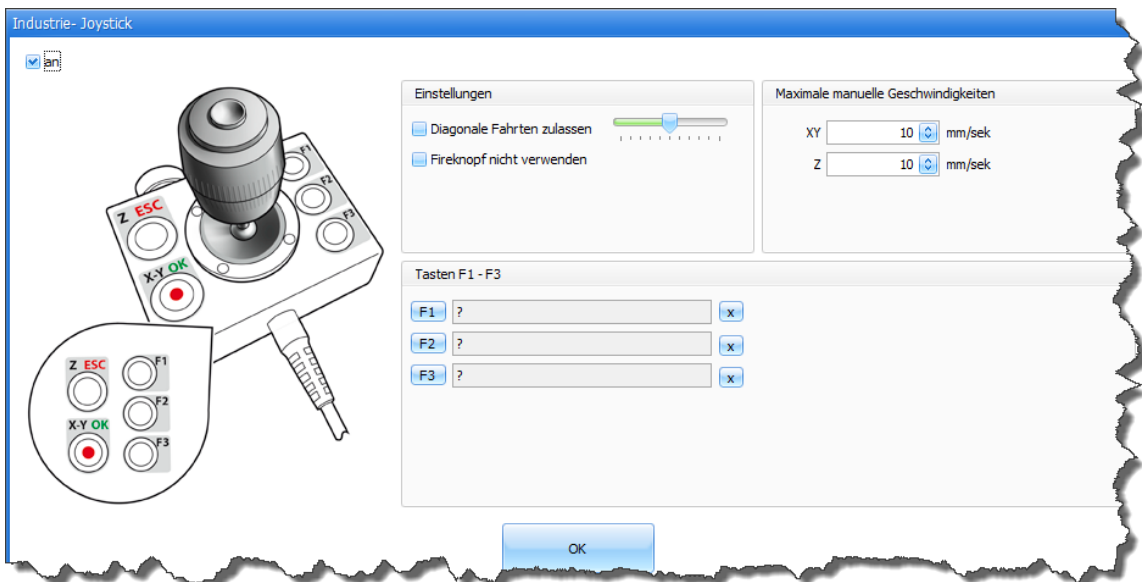 Industrie- Joystick
an
Einstellungen
Diagonale Fahrten zulassen
Fireknopf nicht verwenden
Maximale manuelle Geschwindigkeiten
XY 10 mm/sek
Z 10 mm/sek
Z ESC
X-Y OK
F1
F2
F3
Tasten F1 - F3
F1 ? x
F2 ? x
F3 ? x
Z ESC
X-Y OK
F1
F2
F3
OK